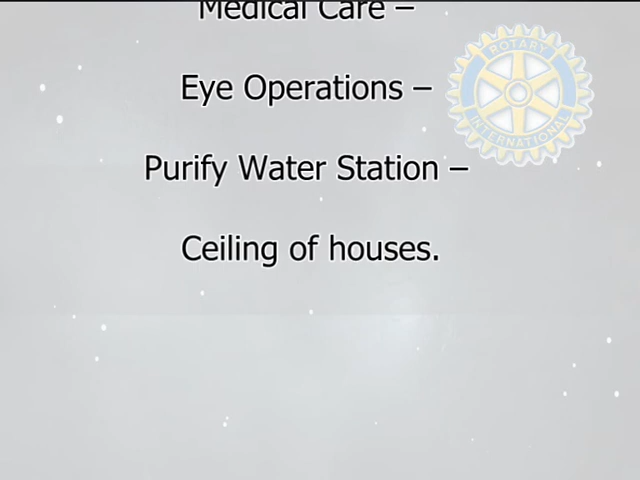 Medical Care –
ROTARY
INTERNATIONAL
Eye Operations –
Purify Water Station –
Ceiling of houses.